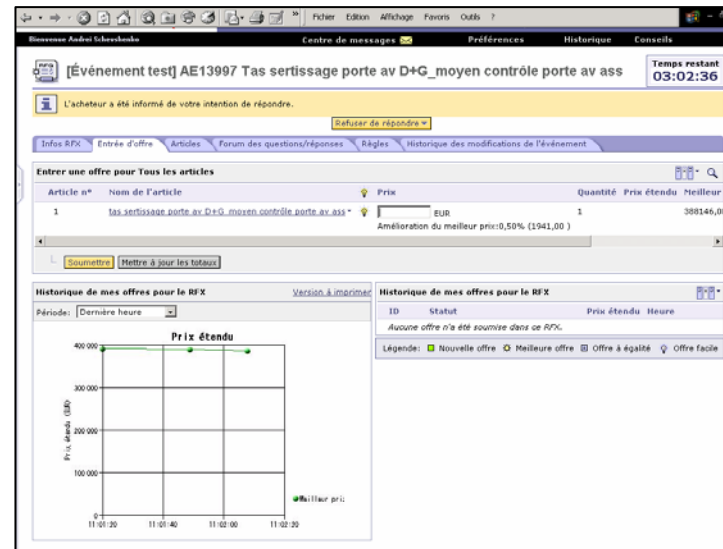 Fichier Edition Affichage Favoris Outils ?
Bienvenue Andrei Schevshenko Centre de messages Préférences Historique Conseils
[Événement test] AE13997 Tas sertissage porte av D+G_moyen contrôle porte av ass
Temps restant
03:02:36
L'acheteur a été informé de votre intention de répondre.
Refuser de répondre
Infos RFX Entrée d'offre Articles Forum des questions/réponses Règles Historique des modifications de l'événement
Entrer une offre pour Tous les articles
Article n° Nom de l'article Prix Quantité Prix étendu Meilleur
1 tas sertissage porte av D+G_moyen contrôle porte av ass * EUR 1 388146,0
Amélioration du meilleur prix:0,50% (1941,00 )
Soumettre Mettre à jour les totaux
Historique de mes offres pour le RFX Version à imprimer
Période: Dernière heure
Prix étendu
Prix étendu (EUR)
400 000
300 000
200 000
100 000
0
11:01:20 11:01:40 11:02:00 11:02:20
Meilleur prix
Historique de mes offres pour le RFX
ID Statut Prix étendu Heure
Aucune offre n'a été soumise dans ce RFX.
Légende: Nouvelle offre Meilleure offre Offre à égalité Offre facile